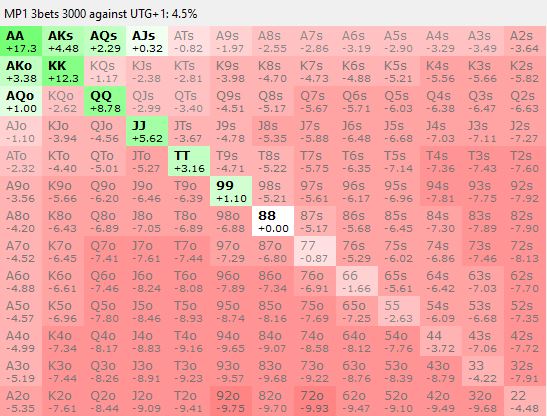 MP1 3bets 3000 against UTG+1: 4.5%
AA AKs AQs AJs ATs A9s A8s A7s A6s A5s A4s A3s A2s
+17.3 +4.48 +2.29 +0.32 -0.82 -1.97 -2.55 -2.86 -3.19 -2.90 -3.29 -3.49 -3.64
AKo KK KQs KJs KTs K9s K8s K7s K6s K5s K4s K3s K2s
+3.38 +12.3 -1.17 -2.38 -2.81 -3.98 -4.70 -4.73 -4.88 -5.21 -5.56 -5.66 -5.82
AQo KQo QQ QJs QTs Q9s Q8s Q7s Q6s Q5s Q4s Q3s Q2s
+1.00 -2.62 +8.78 -2.99 -3.40 -4.51 -5.17 -5.67 -5.71 -6.03 -6.38 -6.47 -6.63
AJo KJo QJo JJ JTs J9s J8s J7s J6s J5s J4s J3s J2s
-1.10 -3.94 -4.56 +5.62 -3.67 -4.78 -5.35 -5.88 -6.48 -6.68 -7.03 -7.11 -7.27
ATo KTo QTo JTo TT T9s T8s T7s T6s T5s T4s T3s T2s
-2.32 -4.40 -5.01 -5.27 +3.16 -4.71 -5.22 -5.75 -6.35 -7.14 -7.36 -7.43 -7.60
A9o K9o Q9o J9o T9o 99 98s 97s 96s 95s 94s 93s 92s
-3.56 -5.66 -6.20 -6.46 -6.39 +1.10 -5.21 -5.61 -6.17 -6.96 -7.81 -7.75 -7.92
A8o K8o Q8o J8o T8o 98o 88 87s 86s 85s 84s 83s 82s
-4.20 -6.43 -6.89 -7.05 -6.91 -6.88 +0.00 -5.17 -5.68 -6.45 -7.30 -7.89 -7.90
A7o K7o Q7o J7o T7o 97o 87o 77 76s 75s 74s 73s 72s
-4.52 -6.45 -7.41 -7.61 -7.44 -7.29 -6.80 -0.87 -5.29 -6.02 -6.86 -7.46 -8.13
A6o K6o Q6o J6o T6o 96o 86o 76o 66 65s 64s 63s 62s
-4.88 -6.61 -7.46 -8.24 -8.08 -7.89 -7.34 -6.91 -1.66 -5.61 -6.42 -7.03 -7.70
A5o K5o Q5o J5o T5o 95o 85o 75o 65o 55 54s 53s 52s
-4.57 -6.96 -7.80 -8.46 -8.93 -8.74 -8.16 -7.69 -7.25 -2.63 -6.09 -6.68 -7.35
A4o K4o Q4o J4o T4o 94o 84o 74o 64o 54o 44 43s 42s
-4.99 -7.34 -8.17 -8.83 -9.16 -9.65 -9.07 -8.58 -8.12 -7.76 -3.72 -7.06 -7.72
A3o K3o Q3o J3o T3o 93o 83o 73o 63o 53o 43o 33 32s
-5.19 -7.44 -8.26 -8.91 -9.23 -9.57 -9.68 -9.22 -8.76 -8.39 -8.79 -4.22 -7.91
A2o K2o Q2o J2o T2o 92o 82o 72o 62o 52o 42o 32o 22
-5.35 -7.61 -8.44 -9.09 -9.41 -9.75 -9.70 -9.93 -9.47 -9.10 -9.49 -9.68 -4.48